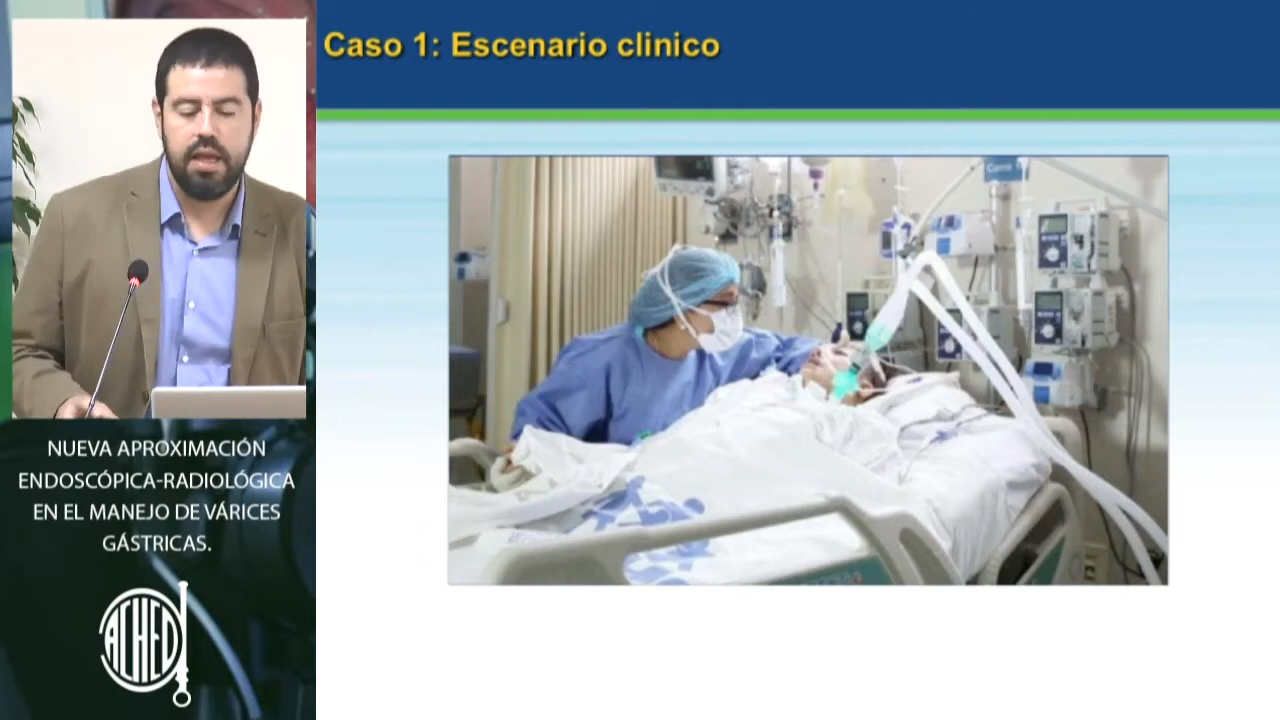 Caso 1: Escenario clinico
NUEVA APROXIMACIÓN
ENDOSCÓPICA-RADIOLÓGICA
EN EL MANEJO DE VÁRICES
GÁSTRICAS.
ACHED